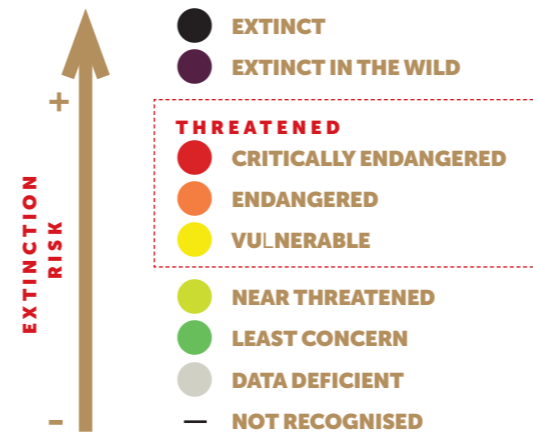 EXTINCT
EXTINCT IN THE WILD
+
THREATENED
CRITICALLY ENDANGERED
ENDANGERED
VULNERABLE
EXTINCTION
RISK
NEAR THREATENED
LEAST CONCERN
DATA DEFICIENT
–
NOT RECOGNISED